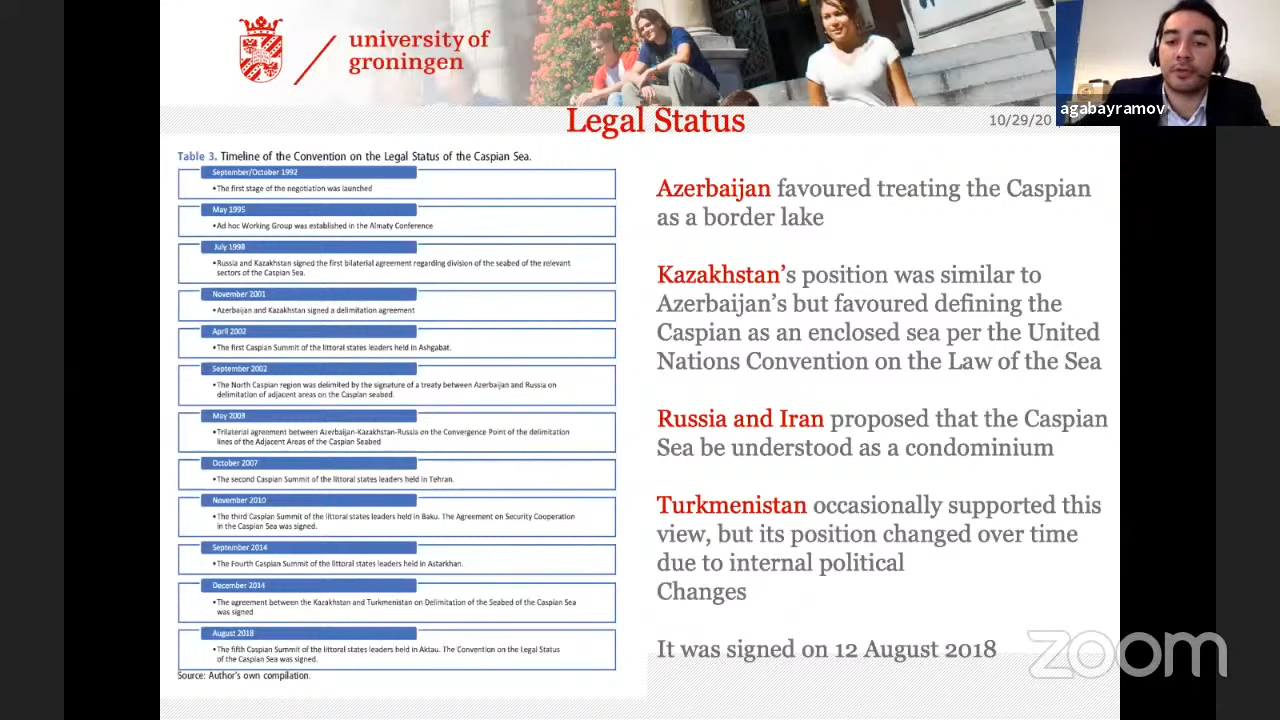 university of
groningen
agabayramov
Legal Status
10/29/20
Table 3. Timeline of the Convention on the Legal Status of the Caspian Sea.
September/October 1992
•The first stage of the negotiation was launched
May 1995
•Ad hoc Working Group was established in the Almaty Conference
July 1998
•Russia and Kazakhstan signed the first bilaterial agreement regarding division of the seabed of the relevant
sectors of the Caspian Sea.
November 2001
•Azerbaijan and Kazakhstan signed a delimitation agreement
April 2002
•The first Caspian Summit of the littoral states leaders held in Ashgabat.
September 2002
•The North Caspian region was delimited by the signature of a treaty between Azerbaijan and Russia on
delimitation of adjacent areas on the Caspian seabed.
May 2003
•Trilaterial agreement between Azerbaijan-Kazakhstan-Russia on the Convergence Point of the delimitation
lines of the Adjacent Areas of the Caspian Seabed
October 2007
•The second Caspian Summit of the littoral states leaders held in Tehran.
November 2010
•The third Caspian Summit of the littoral states leaders held in Baku. The Agreement on Security Cooperation
in the Caspian Sea was signed.
September 2014
•The Fourth Caspian Summit of the littoral states leaders held in Astarkhan.
December 2014
•The agreement between the Kazakhstan and Turkmenistan on Delimitation of the Seabed of the Caspian Sea
was signed
August 2018
•The fifth Caspian Summit of the littoral states leaders held in Aktau. The Convention on the Legal Status
of the Caspian Sea was signed.
Source: Author's own compilation.
Azerbaijan favoured treating the Caspian
as a border lake
Kazakhstan's position was similar to
Azerbaijan's but favoured defining the
Caspian as an enclosed sea per the United
Nations Convention on the Law of the Sea
Russia and Iran proposed that the Caspian
Sea be understood as a condominium
Turkmenistan occasionally supported this
view, but its position changed over time
due to internal political
Changes
It was signed on 12 August 2018
zoom